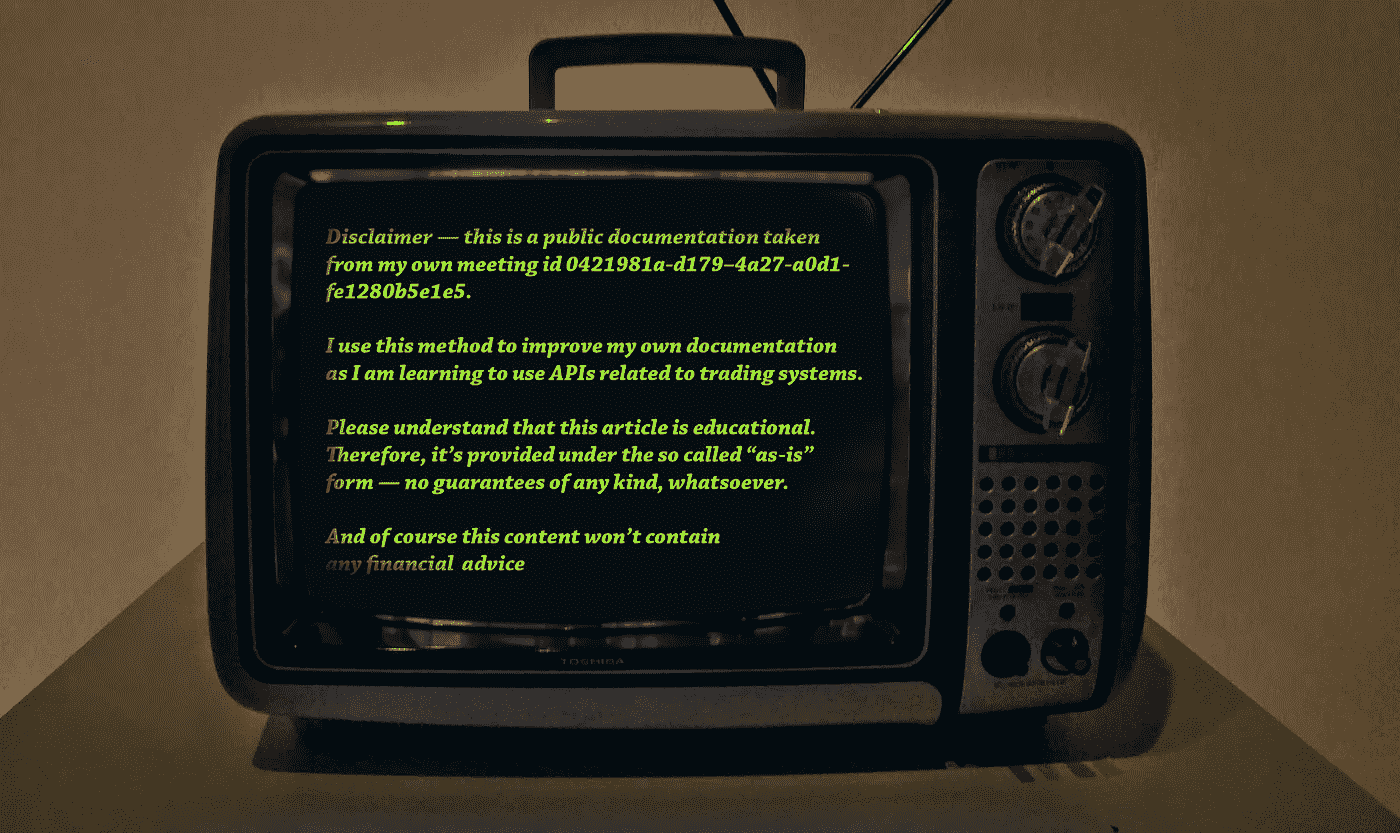 Disclaimer — this is a public documentation taken
from my own meeting id 0421981a-d179–4a27-a0d1-
fe1280b5e1e5.
I use this method to improve my own documentation
as I am learning to use APIs related to trading systems.
Please understand that this article is educational.
Therefore, it’s provided under the so called “as-is”
form — no guarantees of any kind, whatsoever.
And of course this content won’t contain
any financial advice
TOSHIBA